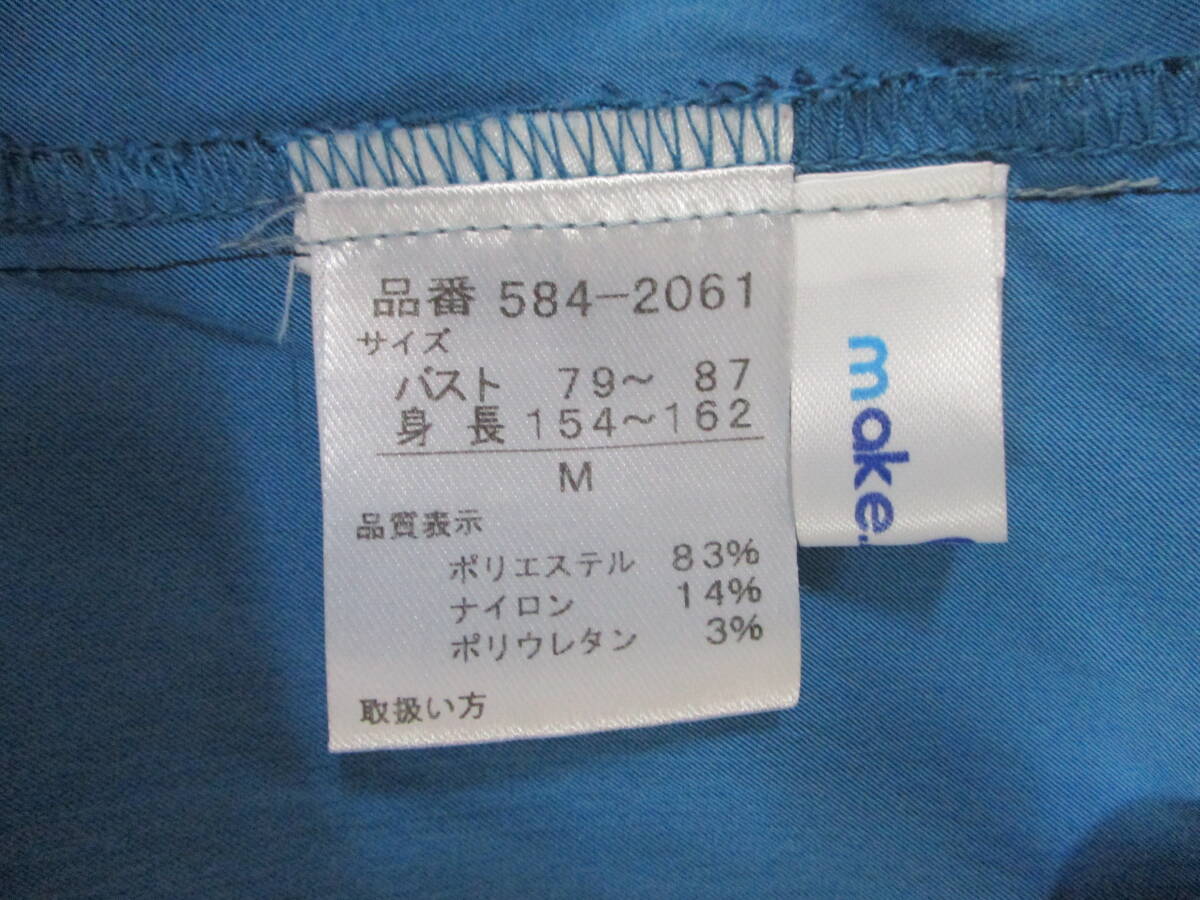 品番 584-2061
サイズ
バスト 79〜 87
身 長 154〜162
M
品質表示
ポリエステル 83%
ナイロン 14%
ポリウレタン 3%
取扱い方
make.